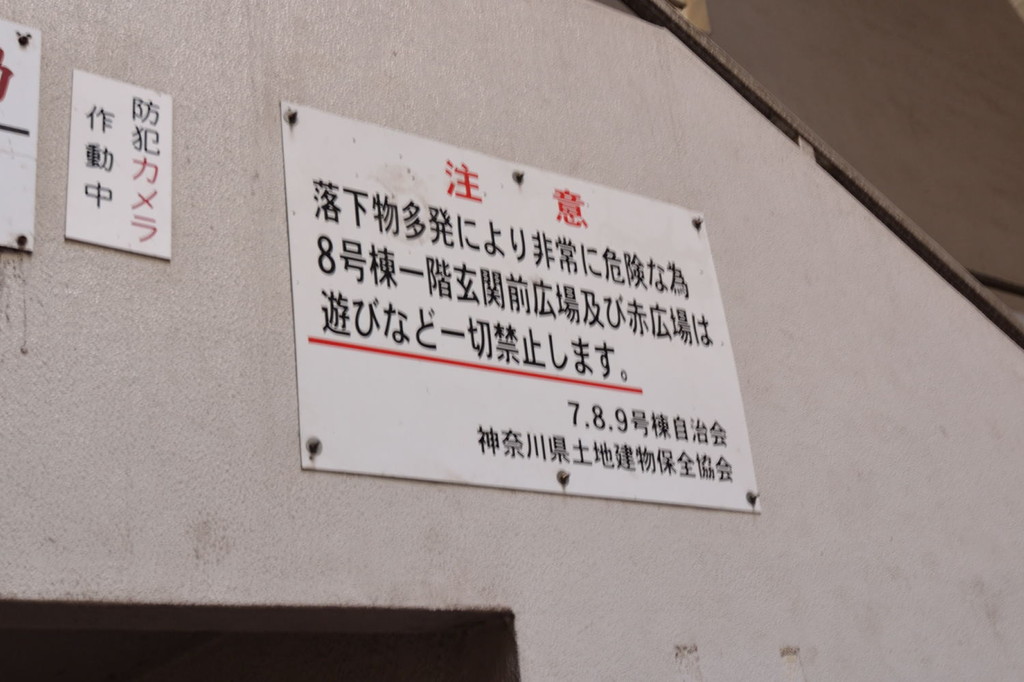 防犯カメラ
作動中
注意
落下物多発により非常に危険な為
8号棟一階玄関前広場及び赤広場は
遊びなど一切禁止します。
7.8.9号棟自治会
神奈川県土地建物保全協会